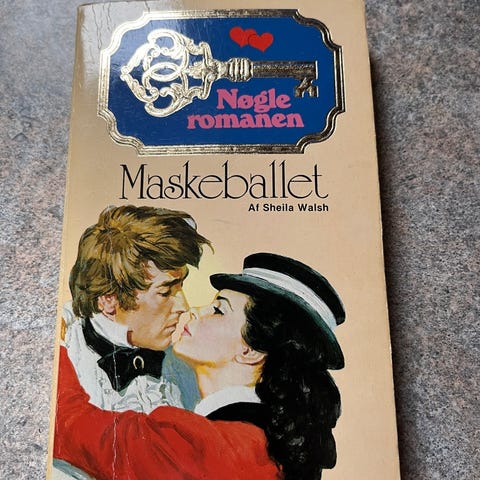 Nøgle
romanen
Maskeballet
Af Sheila Walsh